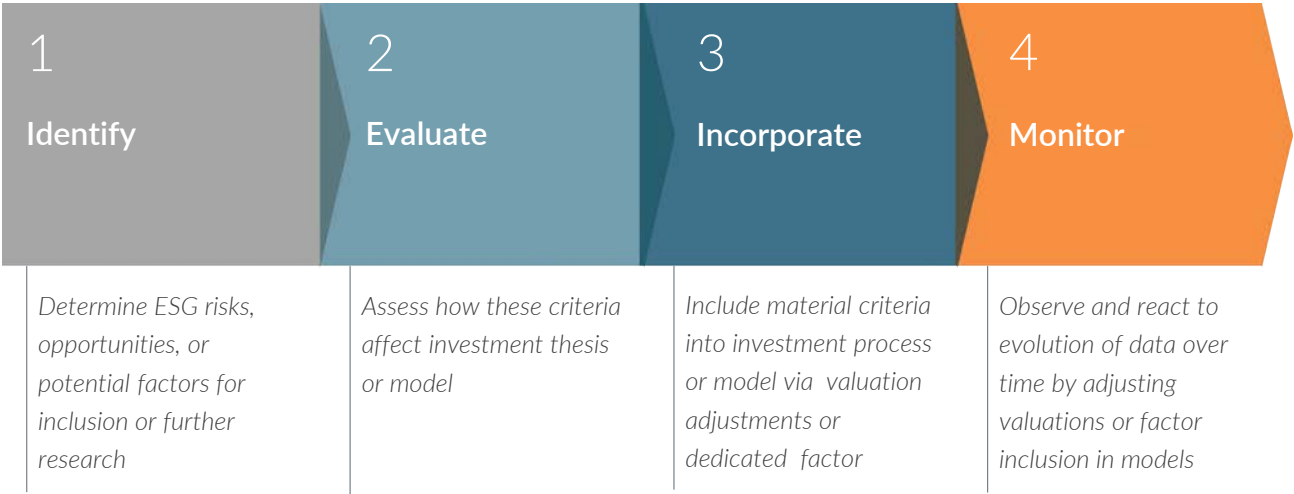 1
Identify
Determine ESG risks,
opportunities, or
potential factors for
inclusion or further
research
2
Evaluate
Assess how these criteria
affect investment thesis
or model
3
Incorporate
Include material criteria
into investment process
or model via valuation
adjustments or
dedicated factor
4
Monitor
Observe and react to
evolution of data over
time by adjusting
valuations or factor
inclusion in models